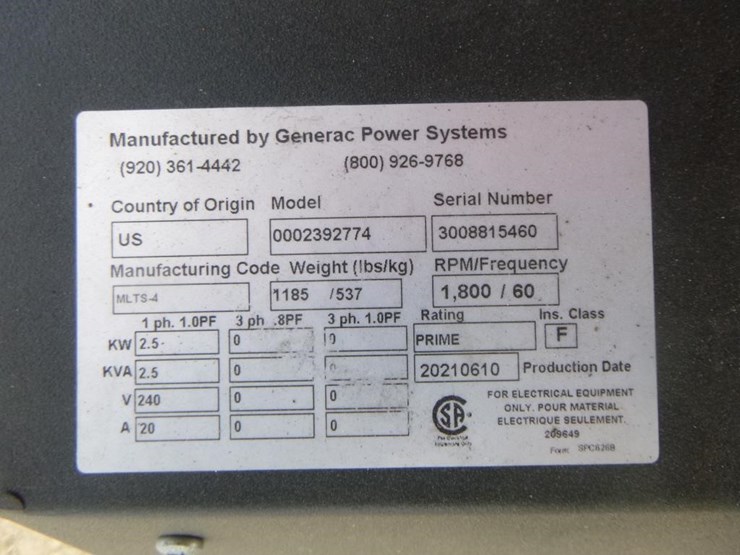 Manufactured by Generac Power Systems
(920) 361-4442 (800) 926-9768
Country of Origin Model Serial Number
US 0002392774 3008815460
Manufacturing Code Weight (lbs/kg) RPM/Frequency
MLTS-4 1185 /537 1,800 / 60
1 ph. 1.0PF 3 ph .8PF 3 ph. 1.0PF Rating Ins. Class
KW 2.5 0 0 PRIME F
KVA 2.5 0 0 20210610 Production Date
V 240 0 0
A 20 0 0
FOR ELECTRICAL EQUIPMENT
ONLY. POUR MATERIAL
ELECTRIQUE SEULEMENT.
209649
SA
Form: SPC626B